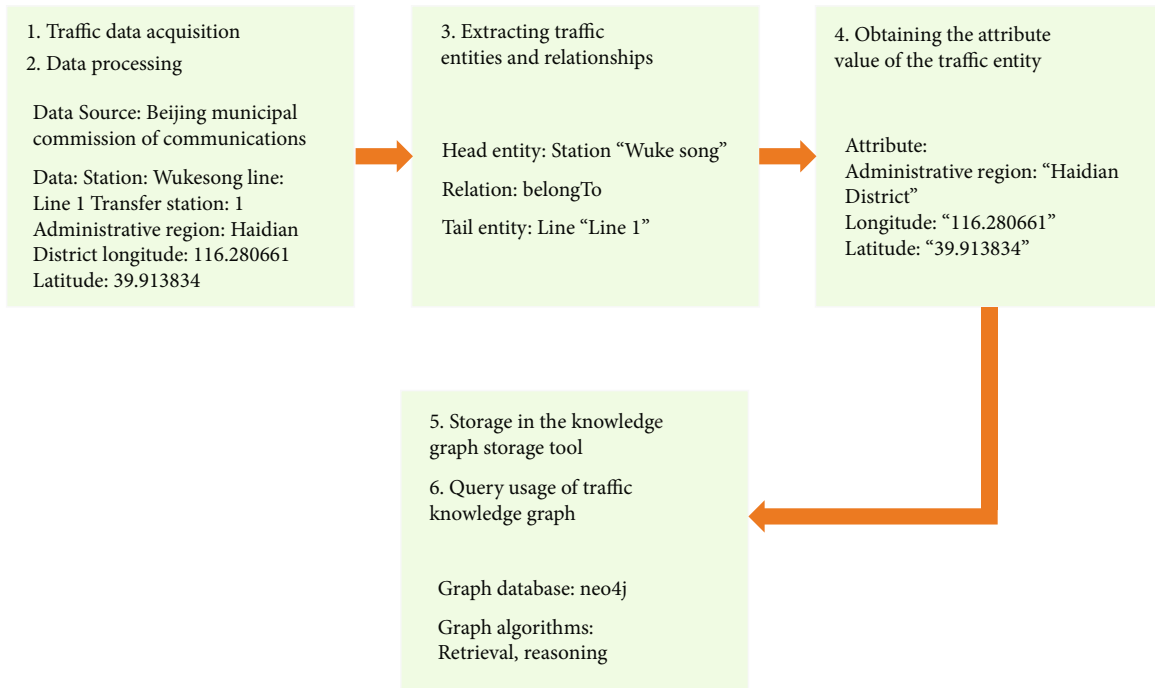 1. Traffic data acquisition
2. Data processing
Data Source: Beijing municipal
commission of communications
Data: Station: Wukesong line:
Line 1 Transfer station: 1
Administrative region: Haidian
District longitude: 116.280661
Latitude: 39.913834
3. Extracting traffic
entities and relationships
Head entity: Station “Wuke song”
Relation: belongTo
Tail entity: Line “Line 1”
4. Obtaining the attribute
value of the traffic entity
Attribute:
Administrative region: “Haidian
District”
Longitude: “116.280661”
Latitude: “39.913834”
5. Storage in the knowledge
graph storage tool
6. Query usage of traffic
knowledge graph
Graph database: neo4j
Graph algorithms:
Retrieval, reasoning